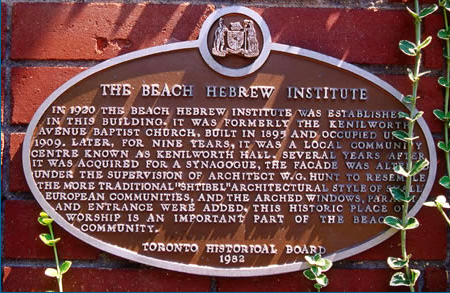 THE BEACH HEBREW INSTITUTE
IN 1920 THE BEACH HEBREW INSTITUTE WAS ESTABLISHED
IN THIS BUILDING. IT WAS FORMERLY THE KENILWORTH
AVENUE BAPTIST CHURCH, BUILT IN 1895 AND OCCUPIED UNTIL
1909. LATER, FOR NINE YEARS, IT WAS A LOCAL COMMUNITY
CENTRE KNOWN AS KENILWORTH HALL. SEVERAL YEARS AFTER
IT WAS ACQUIRED FOR A SYNAGOGUE, THE FACADE WAS ALTERED
UNDER THE SUPERVISION OF ARCHITECT W.G. HUNT TO RESEMBLE
THE MORE TRADITIONAL "SHTIBEL" ARCHITECTURAL STYLE OF
EUROPEAN COMMUNITIES, AND THE ARCHED WINDOWS, PARAPET
AND ENTRANCE WERE ADDED. THIS HISTORIC PLACE OF
WORSHIP IS AN IMPORTANT PART OF THE BEACH
COMMUNITY.
TORONTO HISTORICAL BOARD
1982